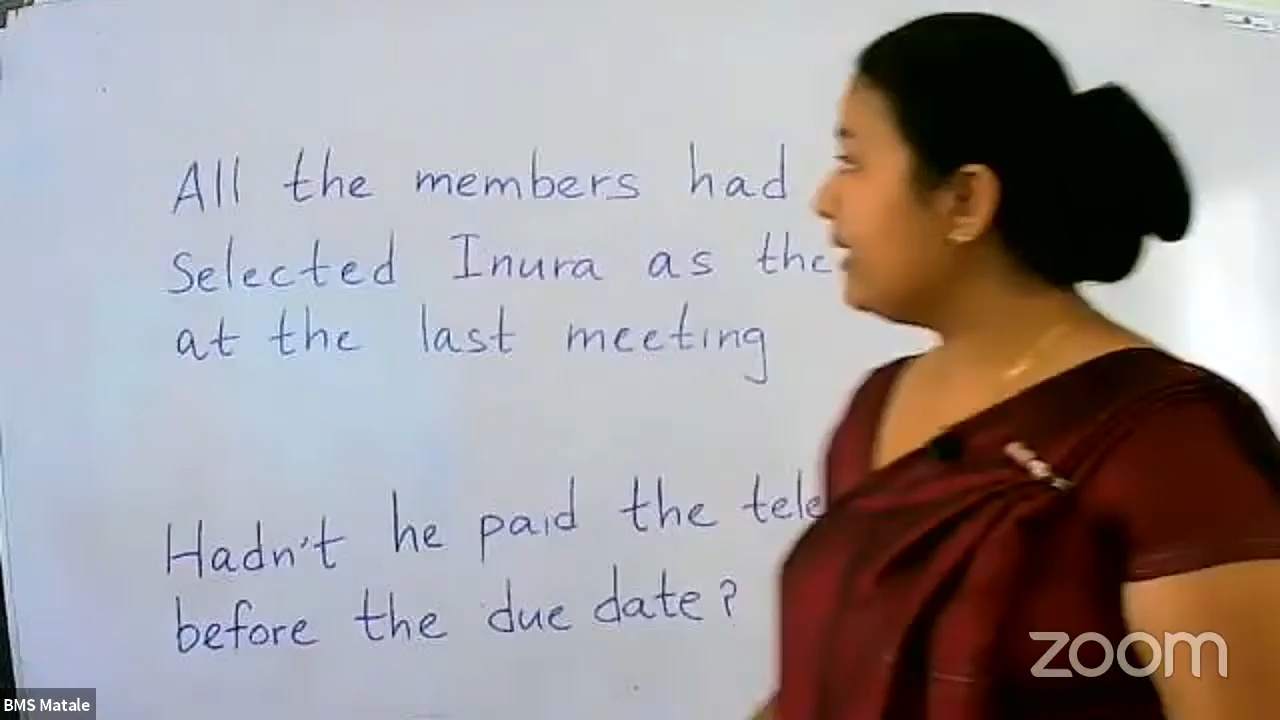 All the members had
Selected Inura as the
at the last meeting
Hadn't he paid the
before the due date?
zoom
BMS Matale